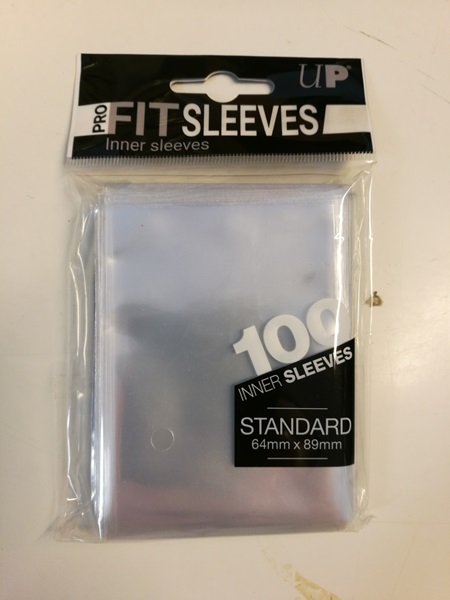 UP®
PRO FIT SLEEVES
Inner sleeves
100
INNER SLEEVES
STANDARD
64mm x 89mm